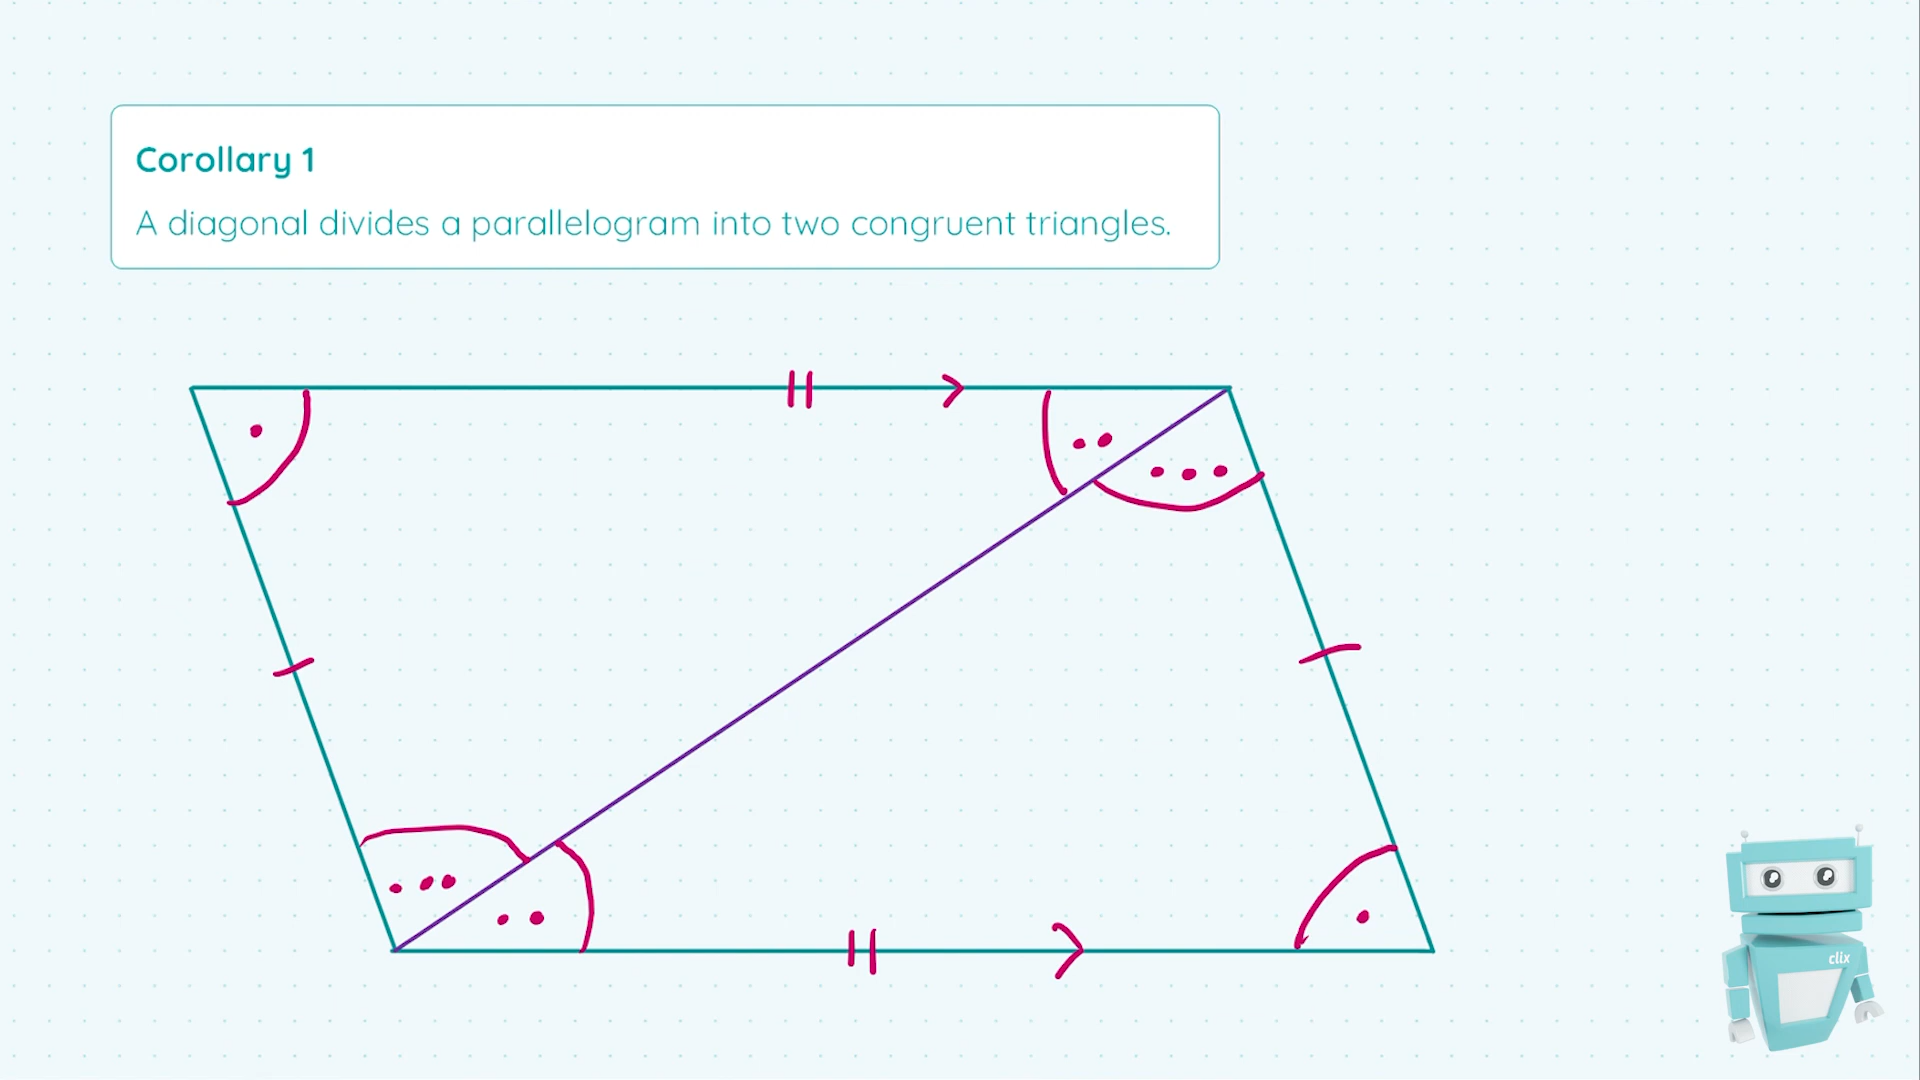 Corollary 1
A diagonal divides a parallelogram into two congruent triangles.
clix